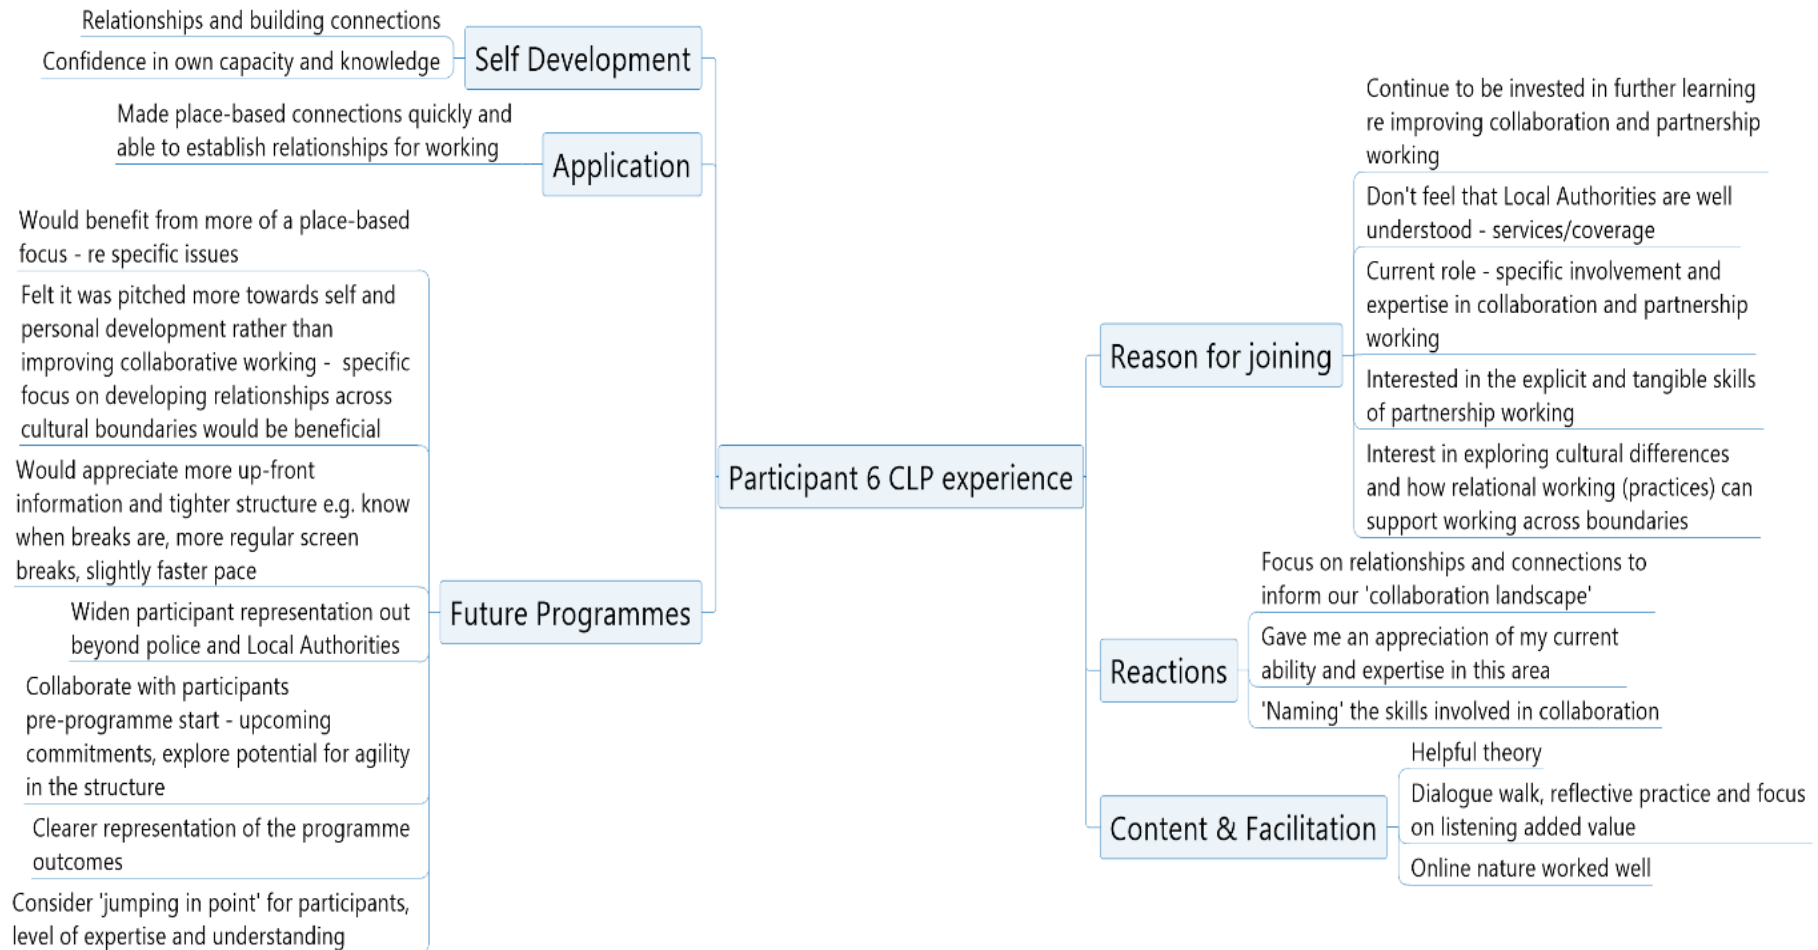 Relationships and building connections
Confidence in own capacity and knowledge
Self Development
Made place-based connections quickly and
able to establish relationships for working
Application
Would benefit from more of a place-based
focus - re specific issues
Felt it was pitched more towards self and
personal development rather than
improving collaborative working - specific
focus on developing relationships across
cultural boundaries would be beneficial
Would appreciate more up-front
information and tighter structure e.g. know
when breaks are, more regular screen
breaks, slightly faster pace
Widen participant representation out
beyond police and Local Authorities
Collaborate with participants
pre-programme start - upcoming
commitments, explore potential for agility
in the structure
Clearer representation of the programme
outcomes
Consider 'jumping in point' for participants,
level of expertise and understanding
Future Programmes
Participant 6 CLP experience
Reason for joining
Continue to be invested in further learning
re improving collaboration and partnership
working
Don't feel that Local Authorities are well
understood - services/coverage
Current role - specific involvement and
expertise in collaboration and partnership
working
Interested in the explicit and tangible skills
of partnership working
Interest in exploring cultural differences
and how relational working (practices) can
support working across boundaries
Reactions
Focus on relationships and connections to
inform our 'collaboration landscape'
Gave me an appreciation of my current
ability and expertise in this area
'Naming' the skills involved in collaboration
Content & Facilitation
Helpful theory
Dialogue walk, reflective practice and focus
on listening added value
Online nature worked well